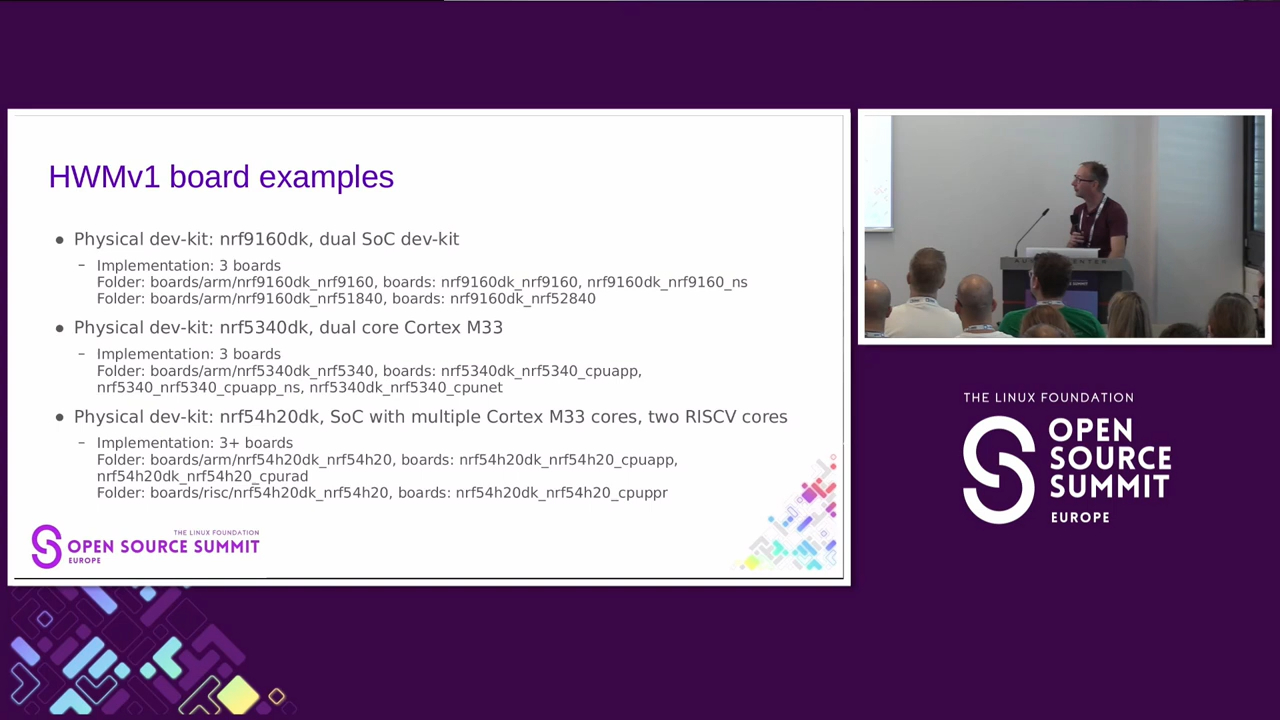 HWMv1 board examples
● Physical dev-kit: nrf9160dk, dual SoC dev-kit
– Implementation: 3 boards
Folder: boards/arm/nrf9160dk_nrf9160, boards: nrf9160dk_nrf9160, nrf9160dk_nrf9160_ns
Folder: boards/arm/nrf9160dk_nrf51840, boards: nrf9160dk_nrf52840
● Physical dev-kit: nrf5340dk, dual core Cortex M33
– Implementation: 3 boards
Folder: boards/arm/nrf5340dk_nrf5340, boards: nrf5340dk_nrf5340_cpuapp,
nrf5340_nrf5340_cpuapp_ns, nrf5340dk_nrf5340_cpunet
● Physical dev-kit: nrf54h20dk, SoC with multiple Cortex M33 cores, two RISCV cores
– Implementation: 3+ boards
Folder: boards/arm/nrf54h20dk_nrf54h20, boards: nrf54h20dk_nrf54h20_cpuapp,
nrf54h20dk_nrf54h20_cpurad
Folder: boards/risc/nrf54h20dk_nrf54h20, boards: nrf54h20dk_nrf54h20_cpuppr
THE LINUX FOUNDATION
OPEN SOURCE SUMMIT
EUROPE
THE LINUX FOUNDATION
OPEN
SOURCE
SUMMIT
EUROPE